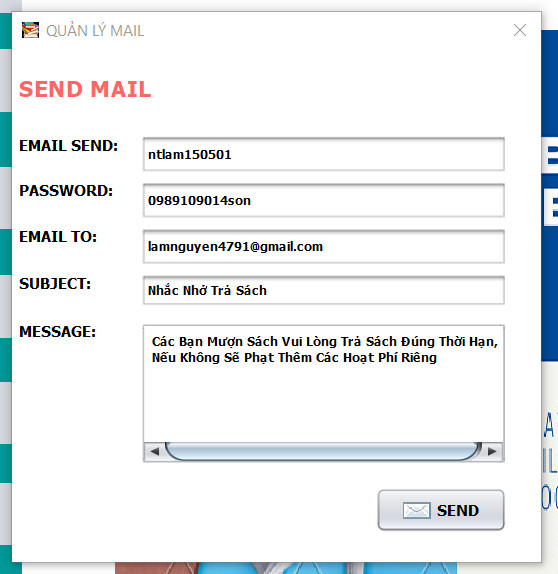 QUẢN LÝ MAIL
SEND MAIL
EMAIL SEND: ntlam150501
PASSWORD: 0989109014son
EMAIL TO: lamnguyen4791@gmail.com
SUBJECT: Nhắc Nhở Trả Sách
MESSAGE: Các Bạn Mượn Sách Vui Lòng Trả Sách Đúng Thời Hạn,
Nếu Không Sẽ Phạt Thêm Các Hoạt Phí Riêng
SEND